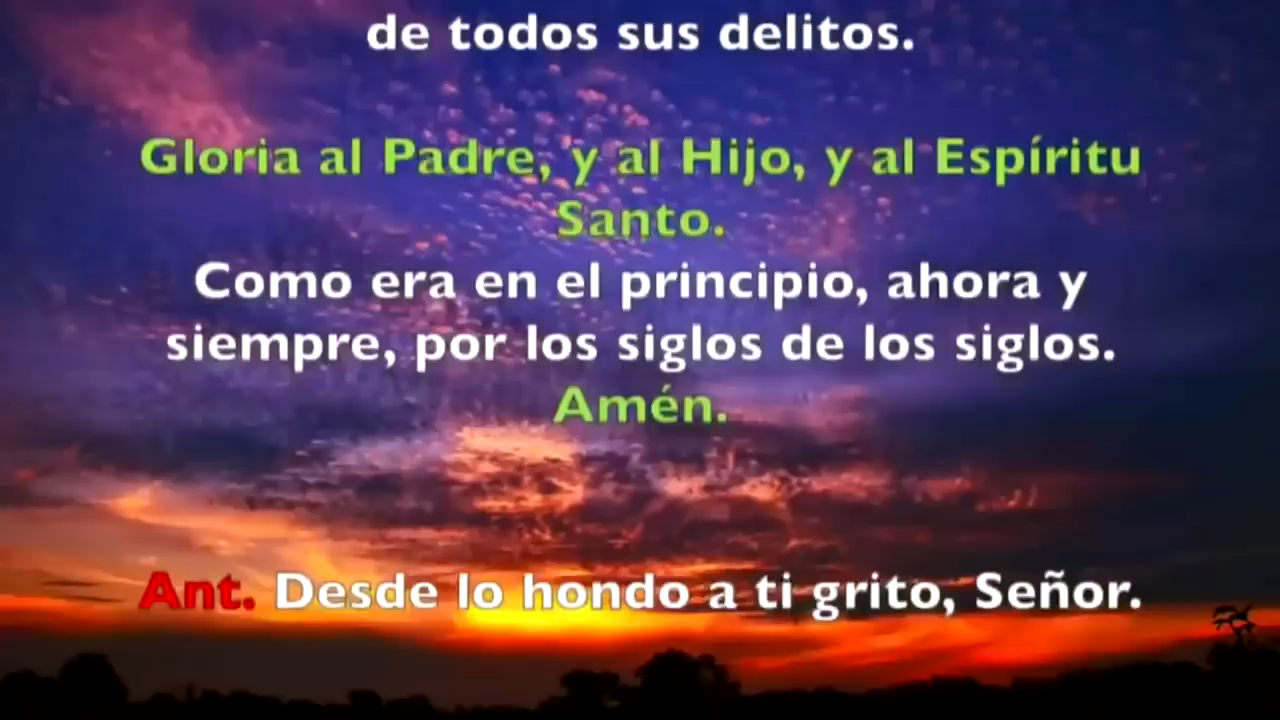 de todos sus delitos.
Gloria al Padre, y al Hijo, y al Espíritu
Santo.
Como era en el principio, ahora y
siempre, por los siglos de los siglos.
Amén.
Ant. Desde lo hondo a ti grito, Señor.